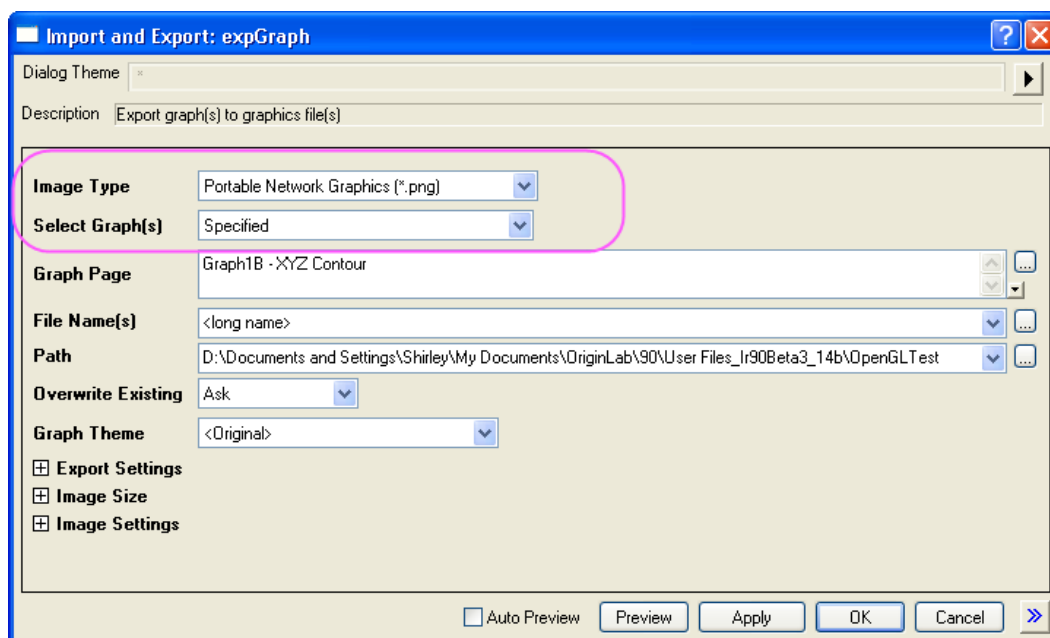 Import and Export: expGraph
Dialog Theme *
Description Export graph(s) to graphics file(s)
Image Type Portable Network Graphics (*.png)
Select Graph(s) Specified
Graph Page Graph1B - XYZ Contour
File Name(s) <long name>
Path D:\Documents and Settings\Shirley\My Documents\OriginLab\90\User Files_Ir90Beta3_14b\OpenGLTest
Overwrite Existing Ask
Graph Theme <Original>
Export Settings
Image Size
Image Settings
Auto Preview Preview Apply OK Cancel